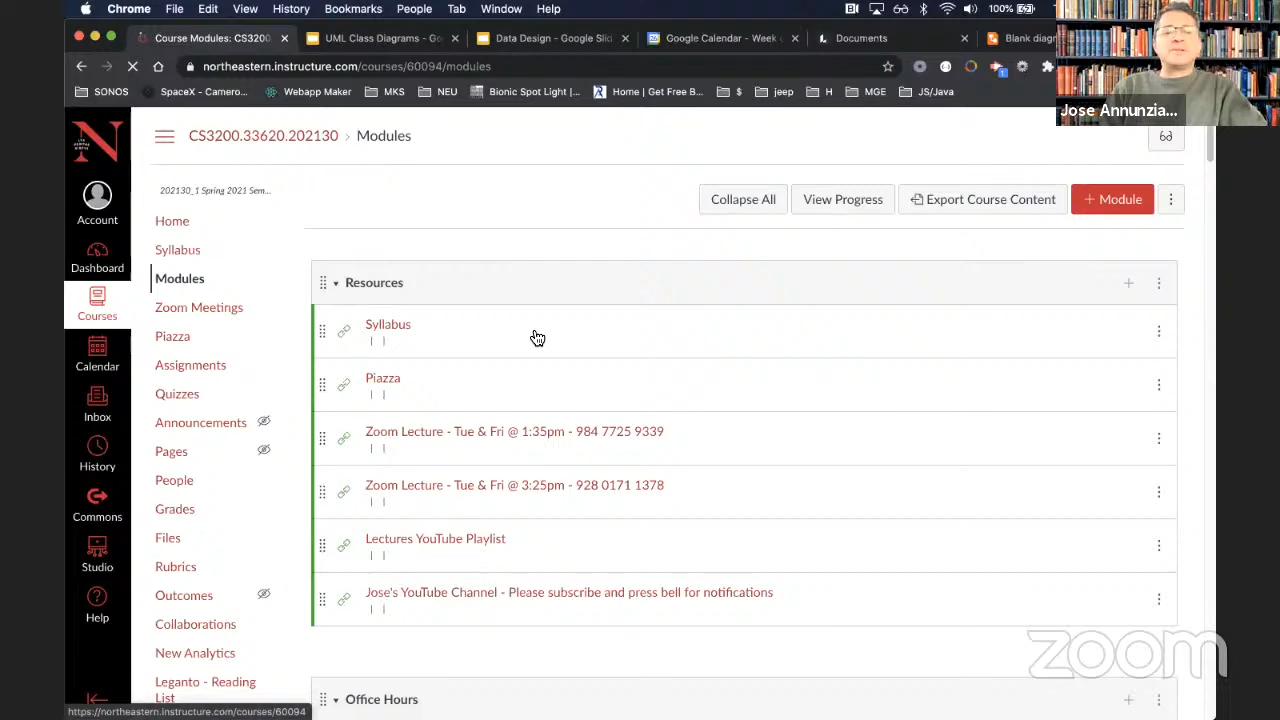 Chrome File Edit View History Bookmarks People Tab Window Help 100%
Course Modules: CS3200. UML Class Diagrams - Go Data Design - Google Slid Google Calendar - Week Documents Bank diagr
northeastern.instructure.com/courses/60094/modules
SONOS SpaceX - Camero... Webapp Maker MKS NEU Bionic Spot Light |... Home | Get Free B... $ jeep H MGE JS/Java
Jose Annunzia...
CS3200.33620.202130 › Modules
202130_1 Spring 2021 Sem...
Collapse All View Progress Export Course Content + Module
Account
Dashboard
Courses
Calendar
Inbox
History
Commons
Studio
Help
Home
Syllabus
Modules
Zoom Meetings
Piazza
Assignments
Quizzes
Announcements
Pages
People
Grades
Files
Rubrics
Outcomes
Collaborations
New Analytics
Leganto - Reading
List
Resources
Syllabus
Piazza
Zoom Lecture - Tue & Fri @ 1:35pm - 984 7725 9339
Zoom Lecture - Tue & Fri @ 3:25pm - 928 0171 1378
Lectures YouTube Playlist
Jose's YouTube Channel - Please subscribe and press bell for notifications
Office Hours
zoom
https://northeastern.instructure.com/courses/60094